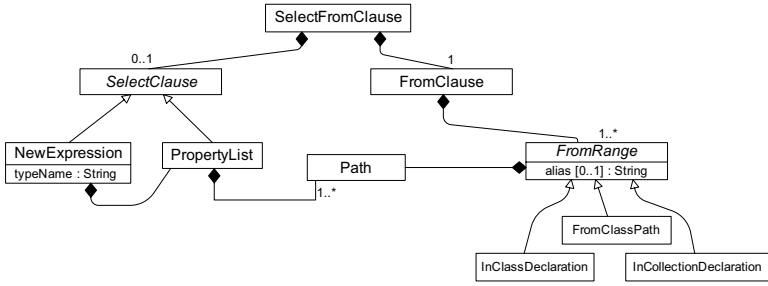 SelectFromClause
0..1
1
SelectClause
FromClause
1..*
NewExpression
typeName : String
PropertyList
Path
FromRange
alias [0..1] : String
1..*
FromClassPath
InClassDeclaration
InCollectionDeclaration